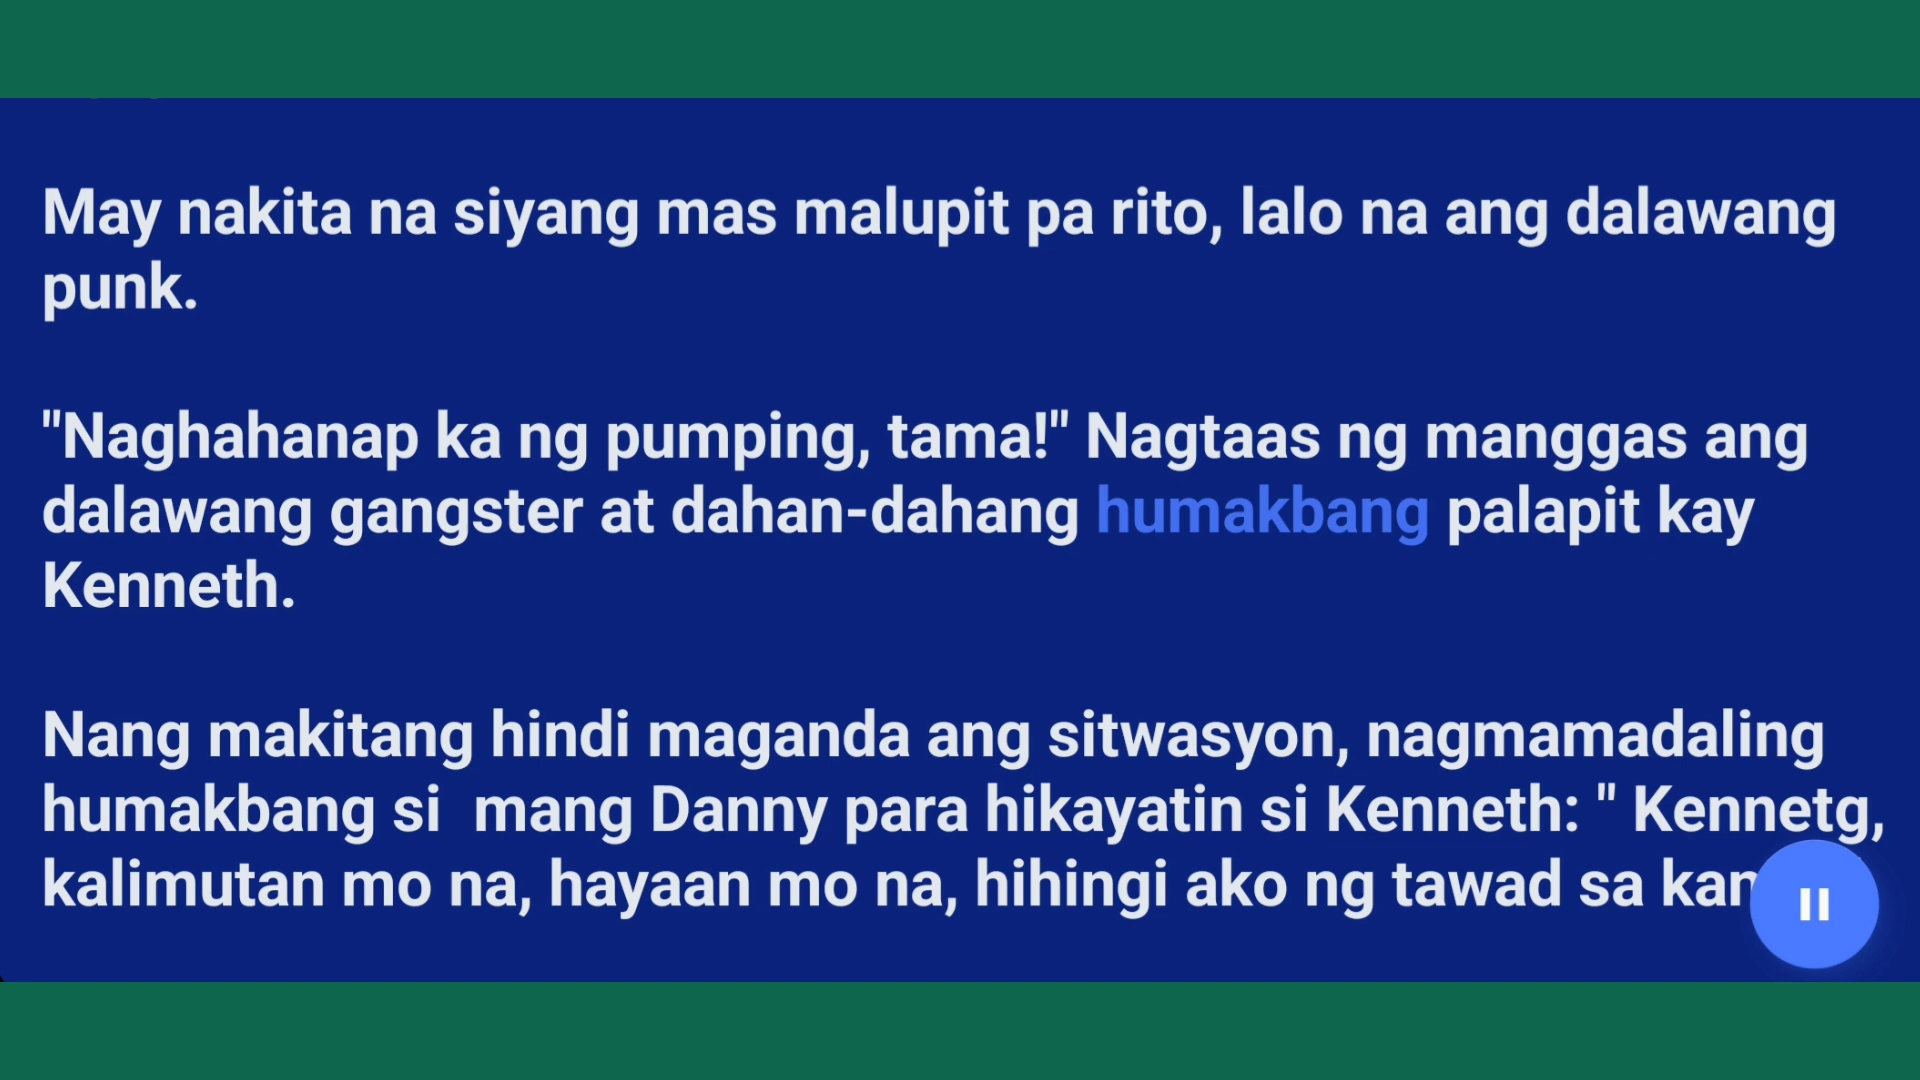 May nakita na siyang mas malupit pa rito, lalo na ang dalawang
punk.
"Naghahanap ka ng pumping, tama!" Nagtaas ng manggas ang
dalawang gangster at dahan-dahang humakbang palapit kay
Kenneth.
Nang makitang hindi maganda ang sitwasyon, nagmamadaling
humakbang si  mang Danny para hikayatin si Kenneth: " Kennetg,
kalimutan mo na, hayaan mo na, hihingi ako ng tawad sa